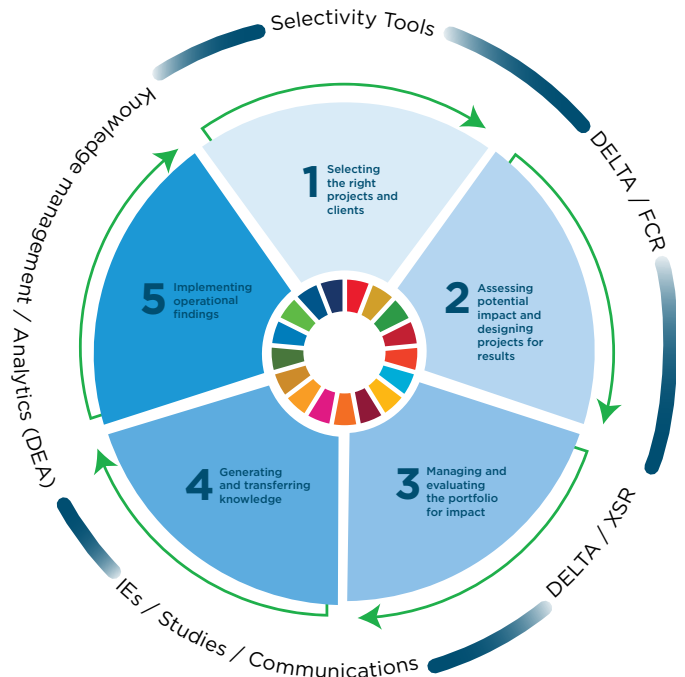 Selectivity Tools
DELTA / FCR
DELTA / XSR
IEs / Studies / Communications
Knowledge management / Analytics (DEA)
1
Selecting
the right
projects and
clients
2
Assessing
potential
impact and
designing
projects for
results
3
Managing and
evaluating
the portfolio
for impact
4
Generating
and transferring
knowledge
5
Implementing
operational
findings